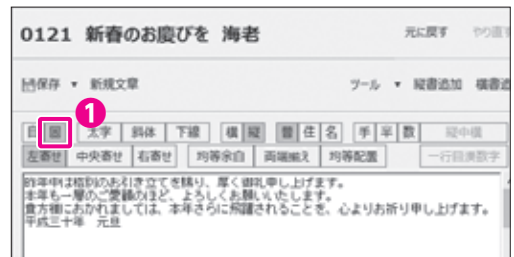 0121 新春のお慶びを 海老
元に戻す やり直す
保存 ▼ 新規文章
ツール ▼ 縦書追加 横書追
1
太字 斜体 下線 横 縦 普 住 名 手 半 数 縦中横
左寄せ 中央寄せ 右寄せ 均等余白 両端揃え 均等配置 一行目漢数字
昨年中は格別のお引き立てを賜り、厚く御礼申し上げます。
本年も一層のご愛顧のほど、よろしくお願いいたします。
貴方様におかれましては、本年さらに飛躍されることを、心よりお祈り申し上げます。
平成三十年 元旦